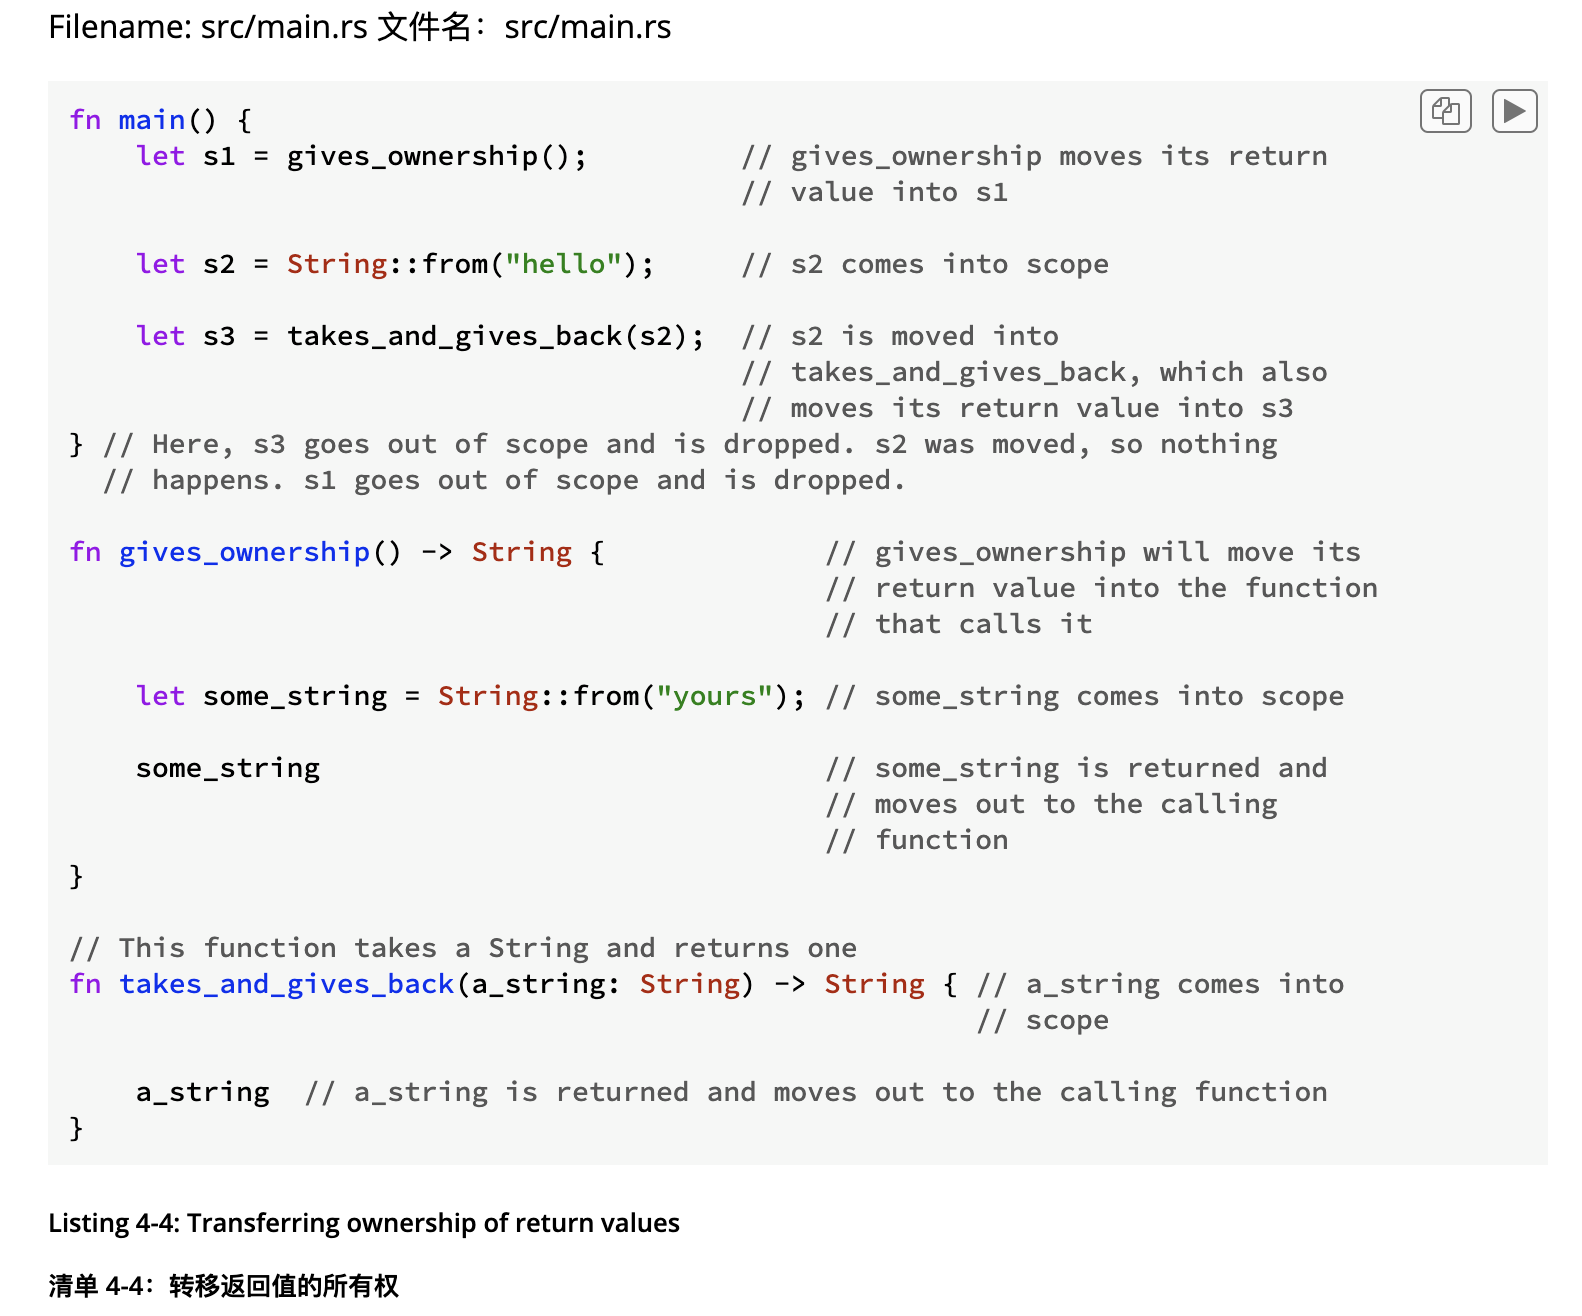 Filename: src/main.rs 文件名：src/main.rs
fn main() {
    let s1 = gives_ownership();         // gives_ownership moves its return
                                        // value into s1

    let s2 = String::from("hello");     // s2 comes into scope

    let s3 = takes_and_gives_back(s2);  // s2 is moved into
                                        // takes_and_gives_back, which also
                                        // moves its return value into s3
} // Here, s3 goes out of scope and is dropped. s2 was moved, so nothing
  // happens. s1 goes out of scope and is dropped.

fn gives_ownership() -> String {             // gives_ownership will move its
                                             // return value into the function
                                             // that calls it

    let some_string = String::from("yours"); // some_string comes into scope

    some_string                              // some_string is returned and
                                             // moves out to the calling
                                             // function
}

// This function takes a String and returns one
fn takes_and_gives_back(a_string: String) -> String { // a_string comes into
                                                      // scope

    a_string  // a_string is returned and moves out to the calling function
}
Listing 4-4: Transferring ownership of return values
清单 4-4：转移返回值的所有权